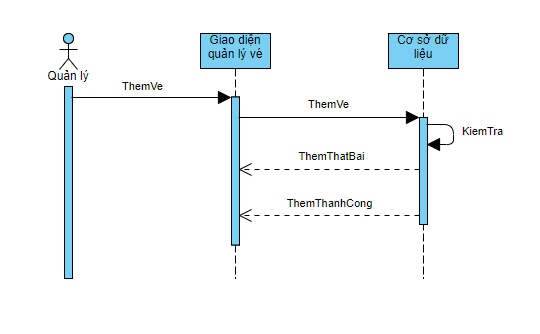 Giao diện
quản lý vé
Cơ sở dữ
liệu
Quản lý
ThemVe
ThemVe
KiemTra
ThemThatBai
ThemThanhCong